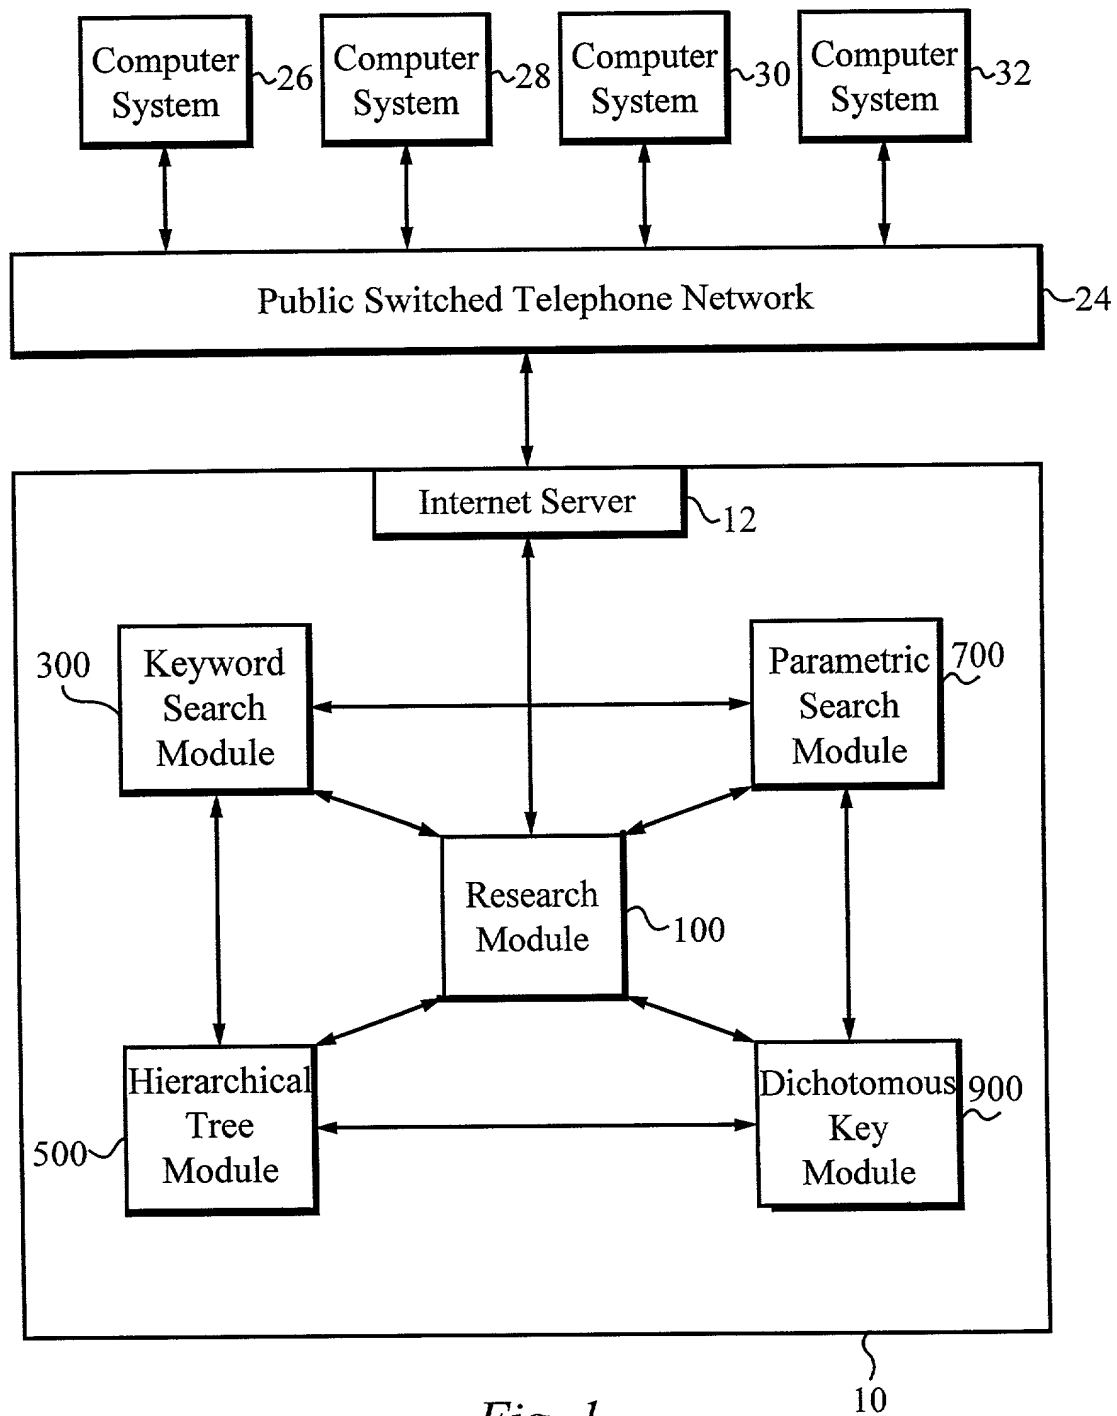 Computer
System
26
Computer
System
28
Computer
System
30
Computer
System
32
Public Switched Telephone Network
24
Internet Server
12
300
Keyword
Search
Module
Parametric
Search
Module
700
Research
Module
100
Hierarchical
Tree
Module
500
Dichotomous
Key
Module
900
10
Fig. 1